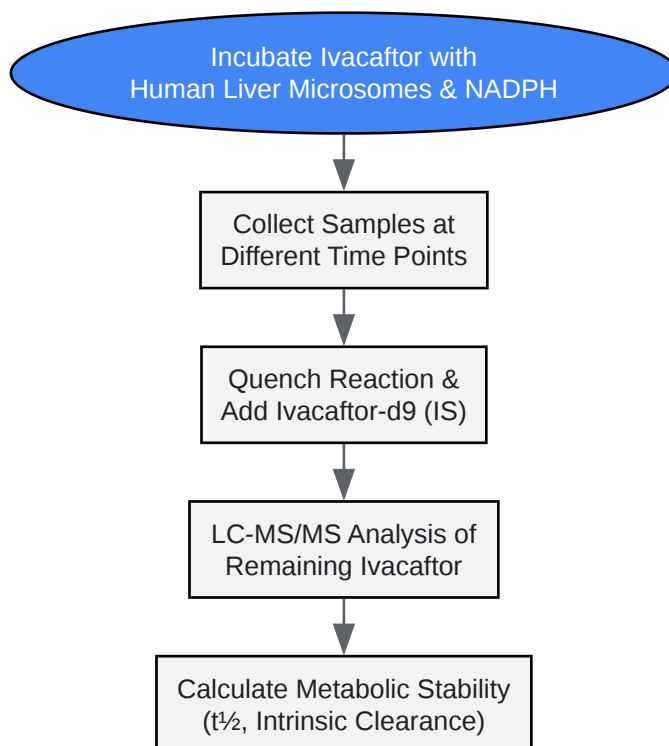 Incubate Ivacaftor with
Human Liver Microsomes & NADPH
Collect Samples at
Different Time Points
Quench Reaction &
Add Ivacaftor-d9 (IS)
LC-MS/MS Analysis of
Remaining Ivacaftor
Calculate Metabolic Stability
(t½, Intrinsic Clearance)